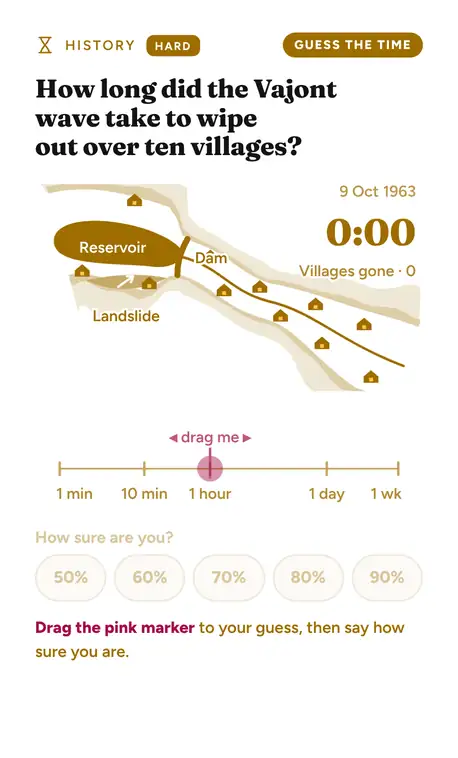 HISTORY HARD GUESS THE TIME
How long did the Vajont
wave take to wipe
out over ten villages?
9 Oct 1963
0:00
Villages gone · 0
Reservoir
Dam
Landslide
◂ drag me ▸
1 min 10 min 1 hour 1 day 1 wk
How sure are you?
50% 60% 70% 80% 90%
Drag the pink marker to your guess, then say how
sure you are.